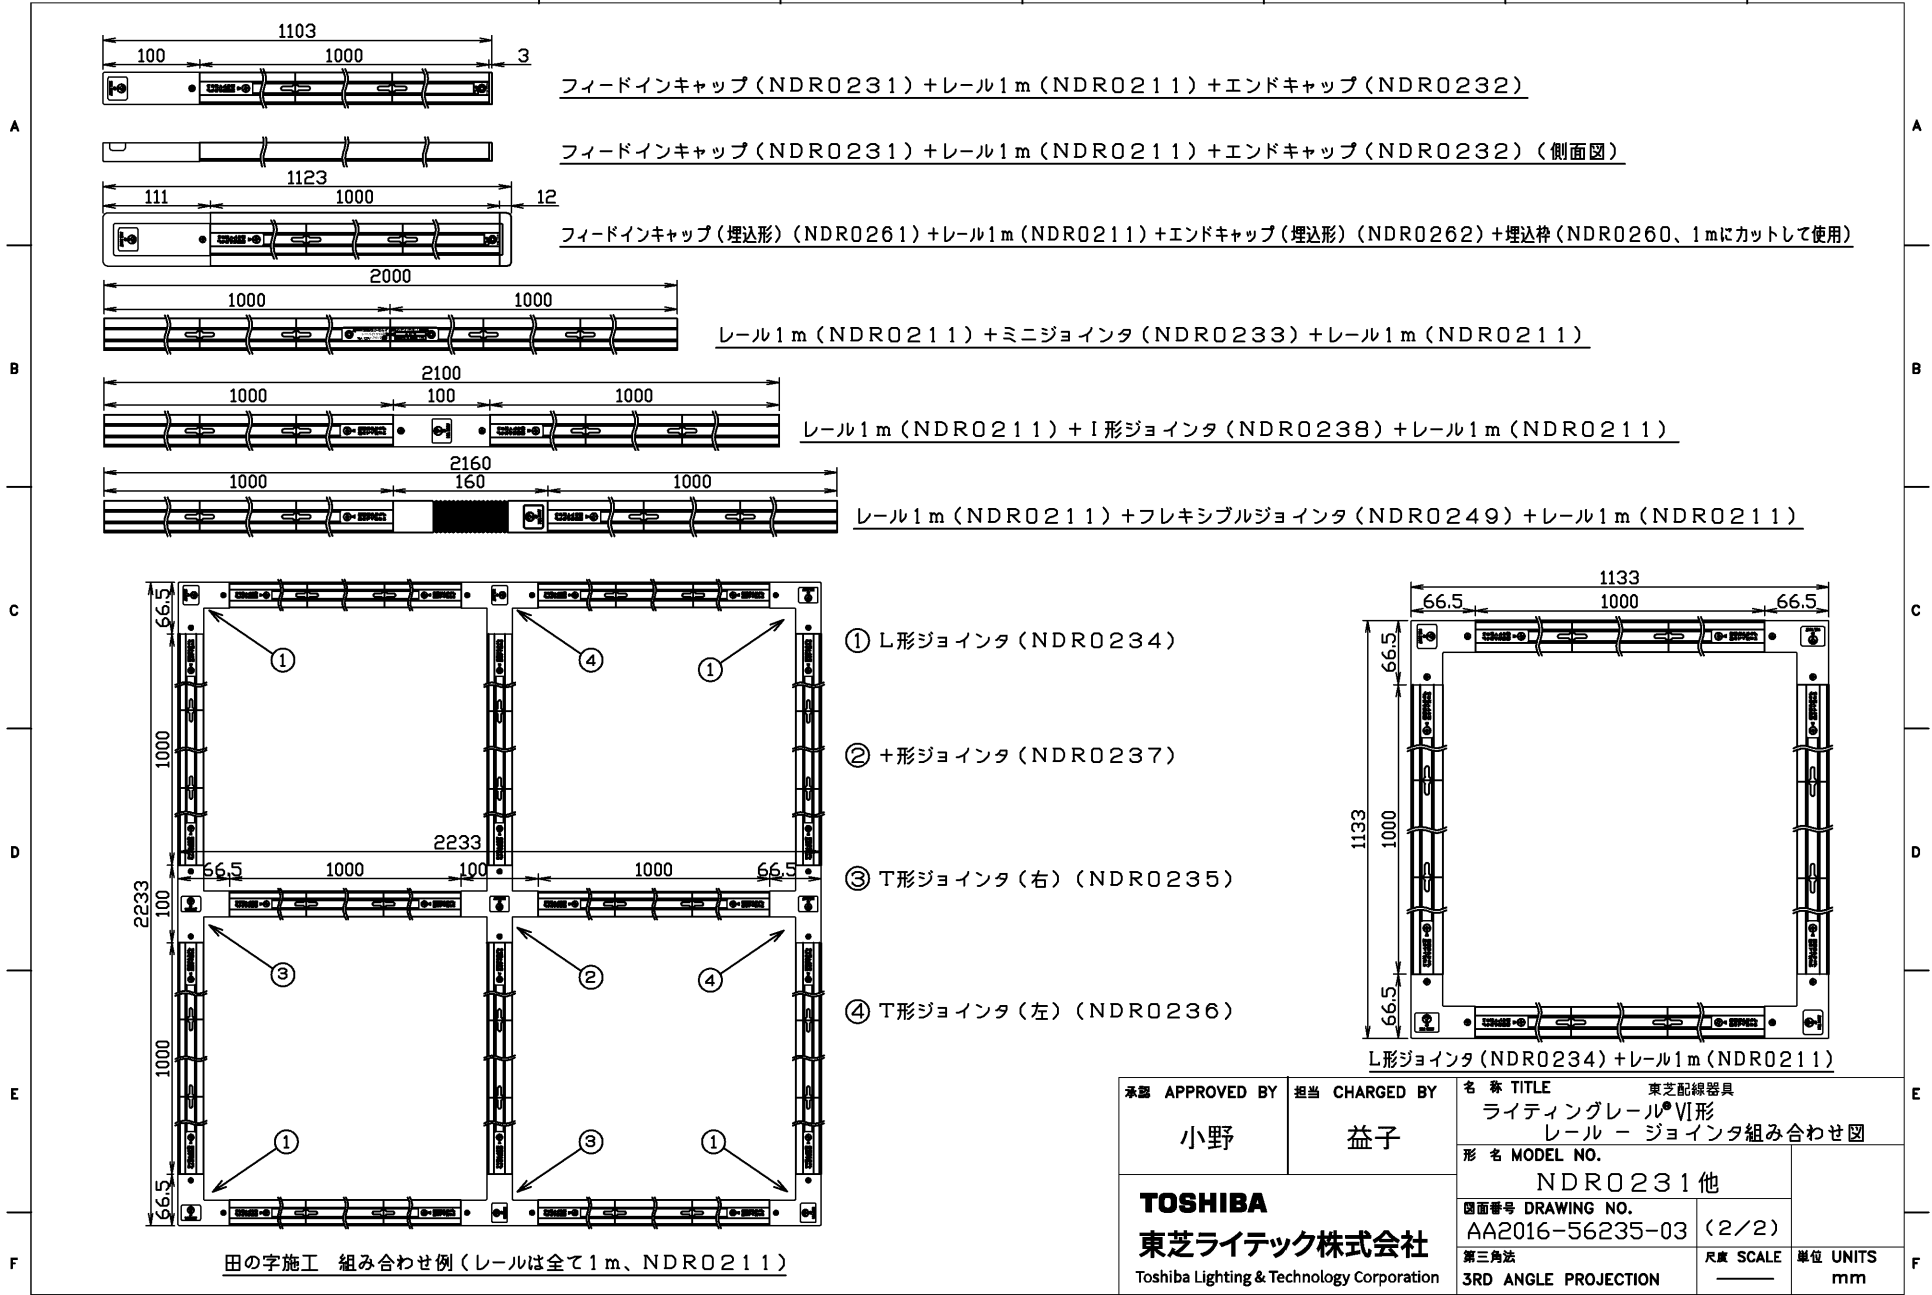 1103
100 1000 3
フィードインキャップ(NDR0231)+レール1m(NDR0211)+エンドキャップ(NDR0232)
A A
フィードインキャップ(NDR0231)+レール1m(NDR0211)+エンドキャップ(NDR0232)(側面図)
1123
111 1000 12
フィードインキャップ(埋込形)(NDR0261)+レール1m(NDR0211)+エンドキャップ(埋込形)(NDR0262)+埋込枠(NDR0260、1mにカットして使用)
2000
1000 1000
レール1m(NDR0211)+ミニジョインタ(NDR0233)+レール1m(NDR0211)
B B
2100
1000 100 1000
レール1m(NDR0211)+I形ジョインタ(NDR0238)+レール1m(NDR0211)
2160
1000 160 1000
レール1m(NDR0211)+フレキシブルジョインタ(NDR0249)+レール1m(NDR0211)
C C
66.5
1000
100
1000
66.5
2233
2233
66.5 1000 100 1000 66.5
① ④ ①
③ ② ④
① ③ ①
① L形ジョインタ(NDR0234)
② +形ジョインタ(NDR0237)
③ T形ジョインタ(右)(NDR0235)
④ T形ジョインタ(左)(NDR0236)
D D
1133
66.5 1000 66.5
66.5
1000
66.5
1133
L形ジョインタ(NDR0234)+レール1m(NDR0211)
E E
田の字施工 組み合わせ例(レールは全て1m、NDR0211)
F F
承認 APPROVED BY
小野
担当 CHARGED BY
益子
名 称 TITLE 東芝配線器具
ライティングレール®VI形
レール － ジョインタ組み合わせ図
形 名 MODEL NO.
NDR0231他
図面番号 DRAWING NO.
AA2016-56235-03 (2/2)
第三角法
3RD ANGLE PROJECTION
尺度 SCALE
単位 UNITS
mm
TOSHIBA
東芝ライテック株式会社
Toshiba Lighting & Technology Corporation